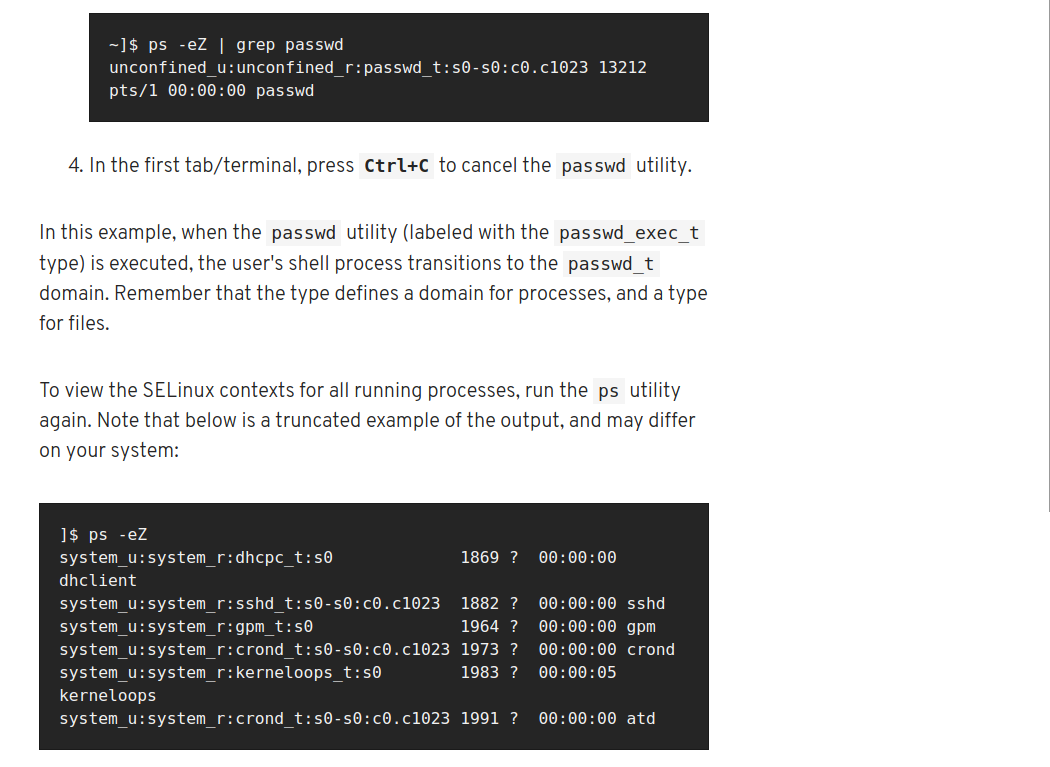 ~]$ ps -eZ | grep passwd
unconfined_u:unconfined_r:passwd_t:s0-s0:c0.c1023 13212
pts/1 00:00:00 passwd
4. In the first tab/terminal, press Ctrl+C to cancel the passwd utility.
In this example, when the passwd utility (labeled with the passwd_exec_t
type) is executed, the user's shell process transitions to the passwd_t
domain. Remember that the type defines a domain for processes, and a type
for files.
To view the SELinux contexts for all running processes, run the ps utility
again. Note that below is a truncated example of the output, and may differ
on your system:
]$ ps -eZ
system_u:system_r:dhcpc_t:s0             1869 ?  00:00:00
dhclient
system_u:system_r:sshd_t:s0-s0:c0.c1023  1882 ?  00:00:00 sshd
system_u:system_r:gpm_t:s0               1964 ?  00:00:00 gpm
system_u:system_r:crond_t:s0-s0:c0.c1023 1973 ?  00:00:00 crond
system_u:system_r:kerneloops_t:s0        1983 ?  00:00:05
kerneloops
system_u:system_r:crond_t:s0-s0:c0.c1023 1991 ?  00:00:00 atd